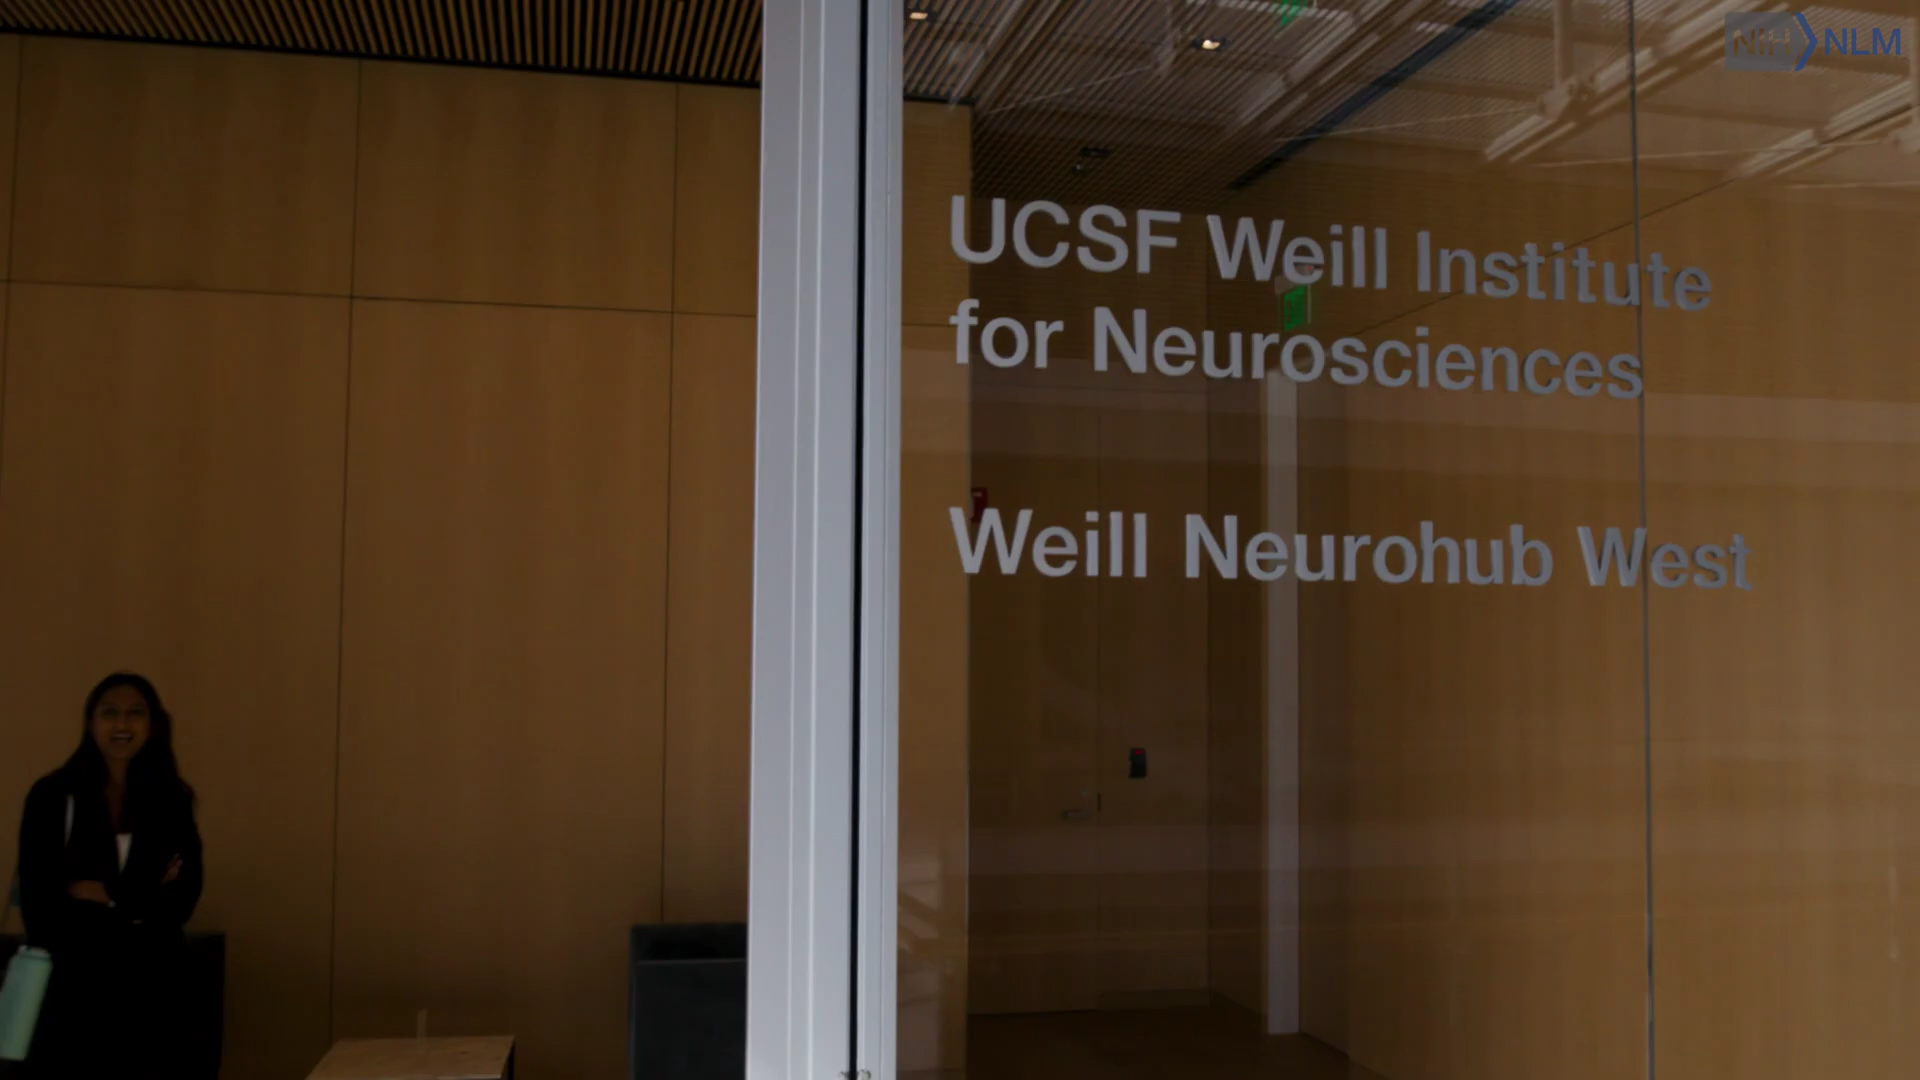 NIH NLM
UCSF Weill Institute
for Neurosciences
Weill Neurohub West